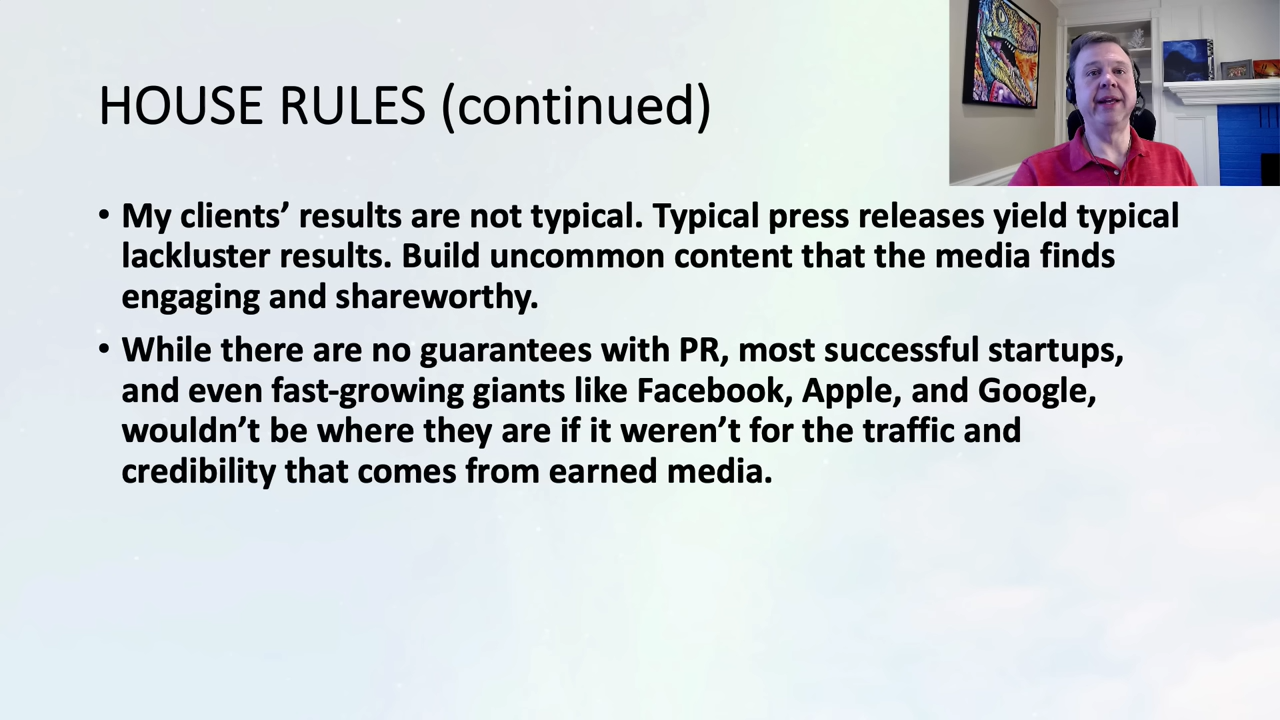 HOUSE RULES (continued)
• My clients’ results are not typical. Typical press releases yield typical
lackluster results. Build uncommon content that the media finds
engaging and shareworthy.
• While there are no guarantees with PR, most successful startups,
and even fast-growing giants like Facebook, Apple, and Google,
wouldn’t be where they are if it weren’t for the traffic and
credibility that comes from earned media.